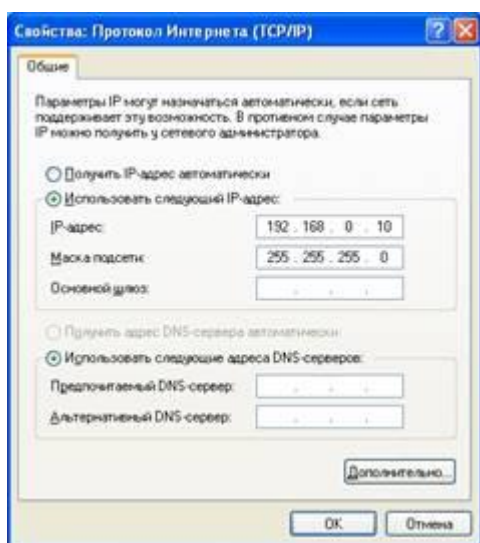 Свойства: Протокол Интернета (TCP/IP)
Общие
Параметры IP могут назначаться автоматически, если сеть
поддерживает эту возможность. В противном случае параметры
IP можно получить у сетевого администратора.
Получить IP-адрес автоматически
Использовать следующий IP-адрес:
IP-адрес: 192 . 168 . 0 . 10
Маска подсети: 255 . 255 . 255 . 0
Основной шлюз: . . .
Получить адрес DNS-сервера автоматически
Использовать следующие адреса DNS-серверов:
Предпочитаемый DNS-сервер: . . .
Альтернативный DNS-сервер: . . .
Дополнительно...
ОК Отмена